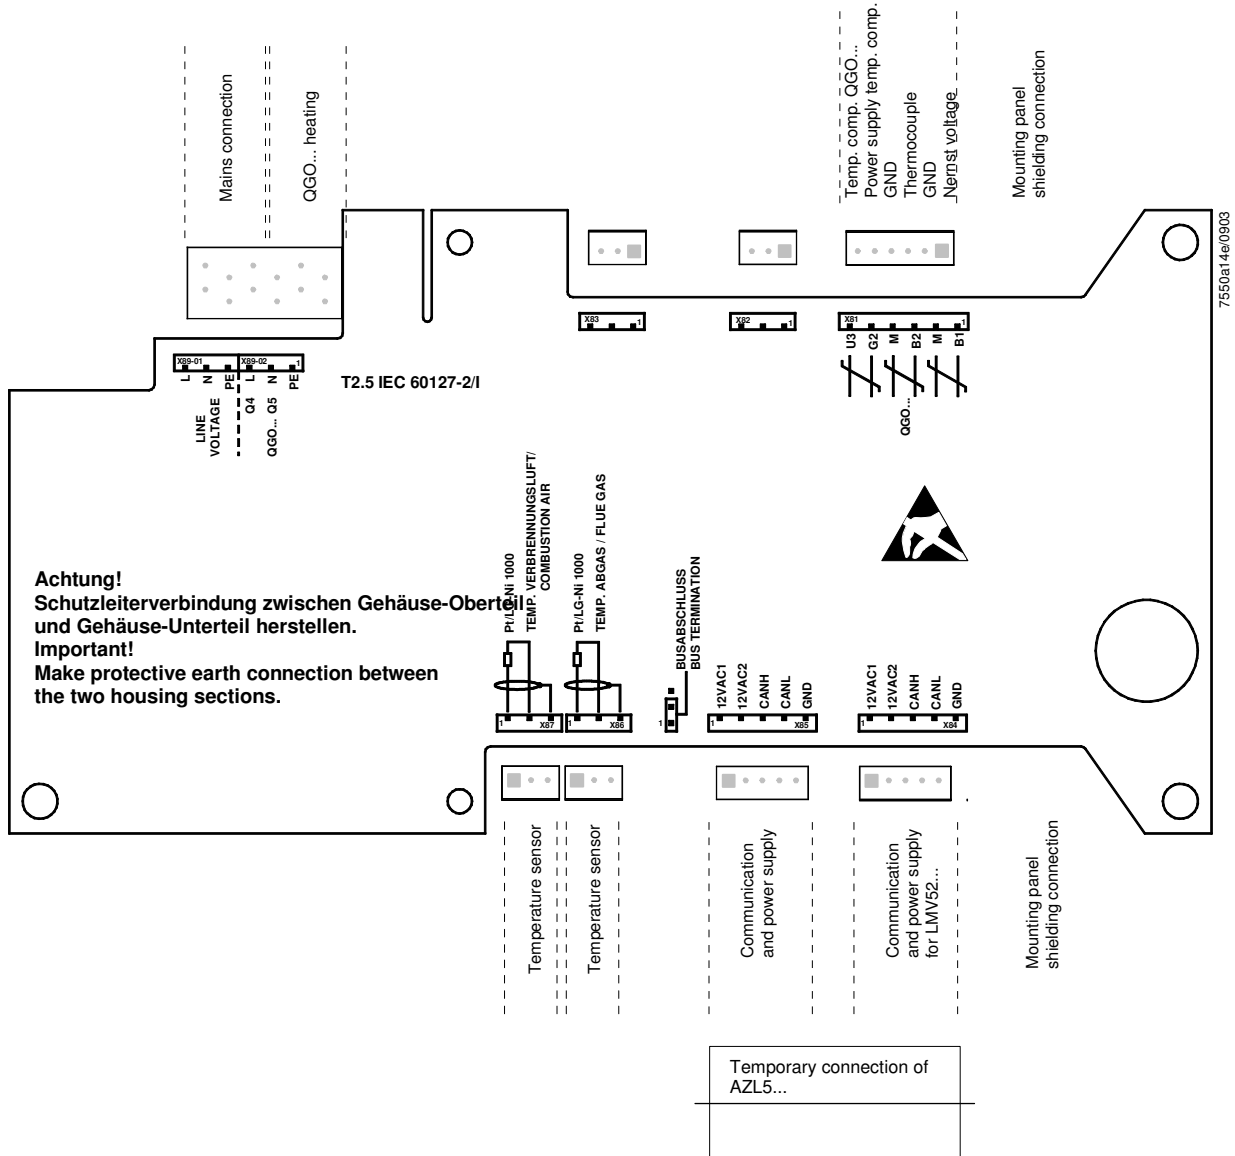 Mains connection
QGO... heating
Temp. comp. QGO...
Power supply temp. comp.
GND
Thermocouple
GND
Nernst voltage
Mounting panel
shielding connection
7550a14e/0903
X83
1
X82
1
X81
1
U3
G2
M
B2
M
B1
QGO...
X89-01
X89-02
1
L
N
PE
L
N
PE
LINE
VOLTAGE
Q4
QGO... Q5
T2.5 IEC 60127-2/I
Achtung!
Schutzleiterverbindung zwischen Gehäuse-Oberteil
und Gehäuse-Unterteil herstellen.
Important!
Make protective earth connection between
the two housing sections.
Pt/LG-Ni 1000
TEMP. VERBRENNUNGSLUFT/
COMBUSTION AIR
Pt/LG-Ni 1000
TEMP. ABGAS / FLUE GAS
BUSABSCHLUSS
BUS TERMINATION
12VAC1
12VAC2
CANH
CANL
GND
12VAC1
12VAC2
CANH
CANL
GND
1
X87
1
X86
1
1
X85
1
X84
Temperature sensor
Temperature sensor
Communication
and power supply
Communication
and power supply
for LMV52...
Mounting panel
shielding connection
Temporary connection of
AZL5...